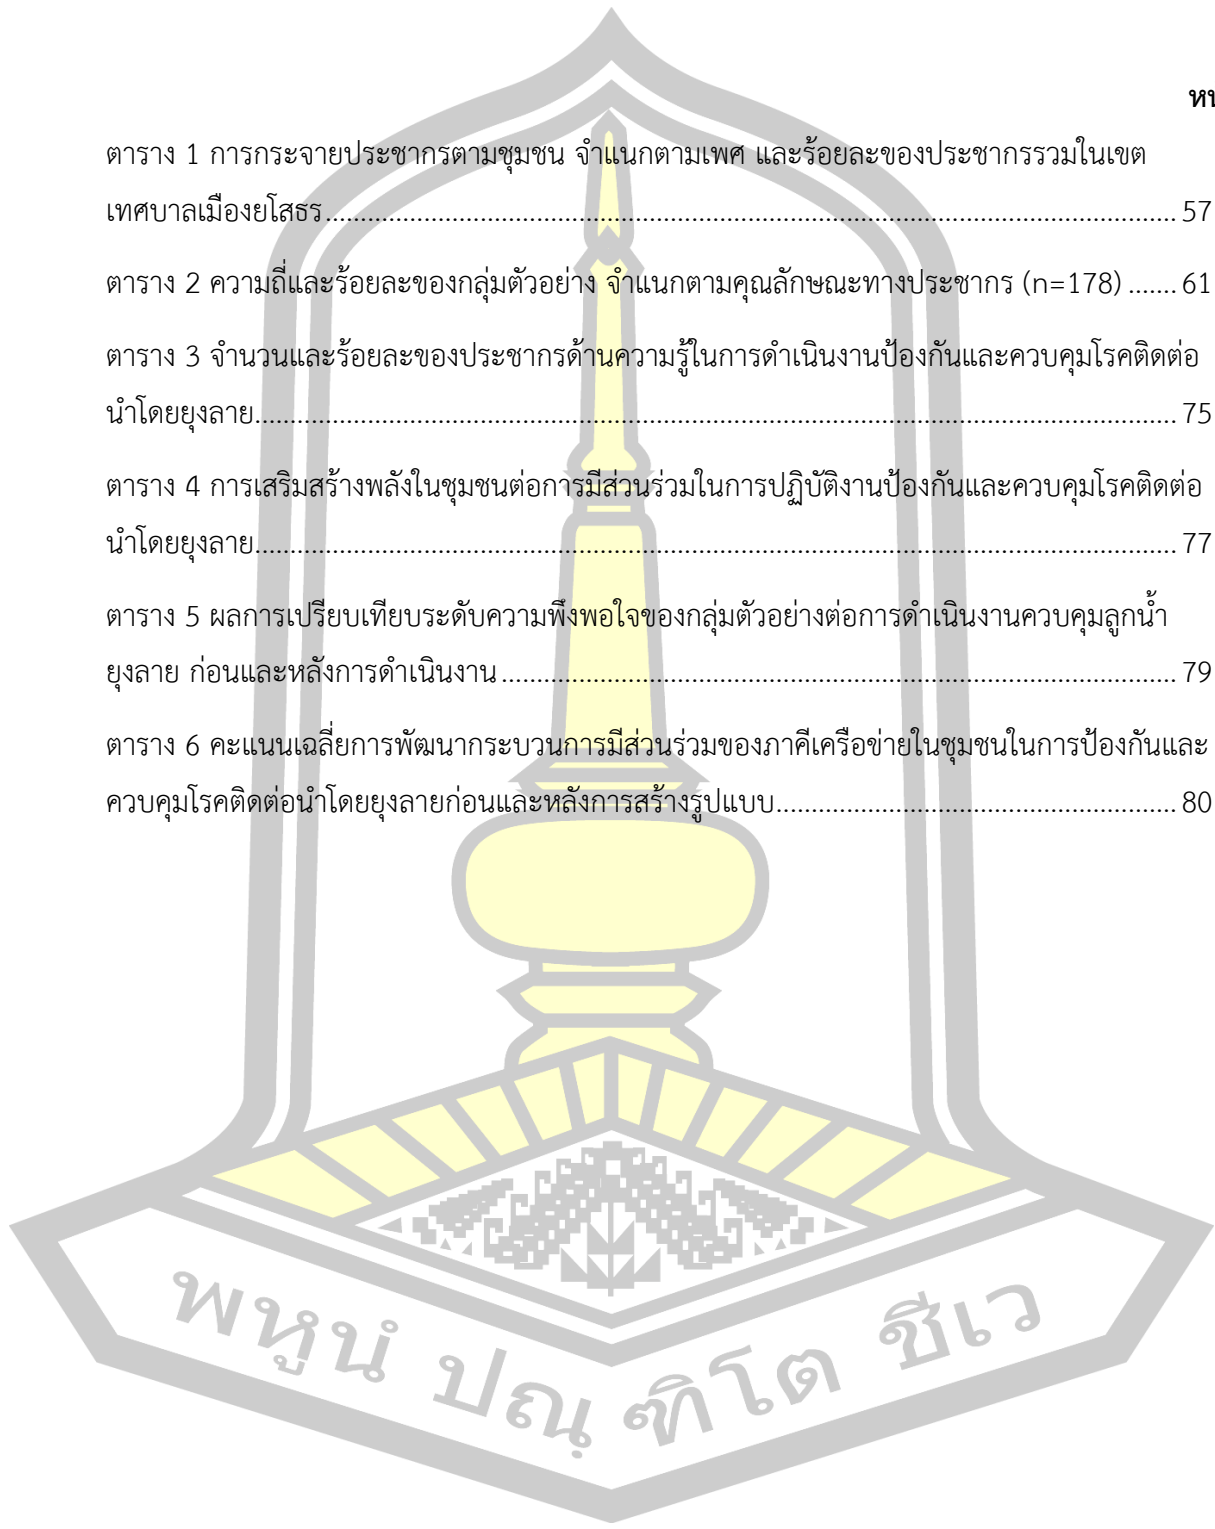 ตาราง 1 การกระจายประชากรตามชุมชน จำแนกตามเพศ และร้อยละของประชากรรวมในเขต
เทศบาลเมืองยโสธร.......................................................................................................... 57
ตาราง 2 ความถี่และร้อยละของกลุ่มตัวอย่าง จำแนกตามคุณลักษณะทางประชากร (n=178) ....... 61
ตาราง 3 จำนวนและร้อยละของประชากรด้านความรู้ในการดำเนินงานป้องกันและควบคุมโรคติดต่อ
นำโดยยุงลาย................................................................................................................... 75
ตาราง 4 การเสริมสร้างพลังในชุมชนต่อการมีส่วนร่วมในการปฏิบัติงานป้องกันและควบคุมโรคติดต่อ
นำโดยยุงลาย................................................................................................................... 77
ตาราง 5 ผลการเปรียบเทียบระดับความพึงพอใจของกลุ่มตัวอย่างต่อการดำเนินงานควบคุมลูกน้ำ
ยุงลาย ก่อนและหลังการดำเนินงาน .................................................................................... 79
ตาราง 6 คะแนนเฉลี่ยการพัฒนากระบวนการมีส่วนร่วมของภาคีเครือข่ายในชุมชนในการป้องกันและ
ควบคุมโรคติดต่อนำโดยยุงลายก่อนและหลังการสร้างรูปแบบ.................................................. 80
พหูนํ ปณฺฑิโต ชีเว